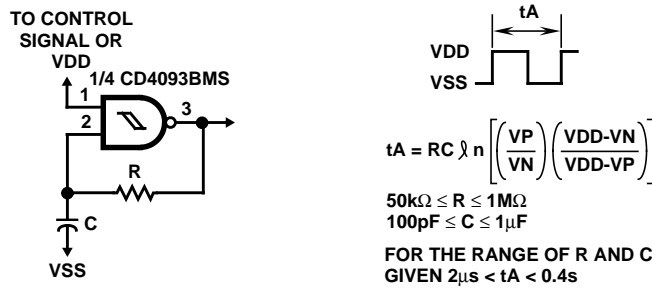 TO CONTROL
SIGNAL OR
VDD
1/4 CD4093BMS
1
2
3
R
C
VSS
tA
VDD
VSS
tA = RC ℓn [(VP/VN) (VDD-VN/VDD-VP)]
50kΩ ≤ R ≤ 1MΩ
100pF ≤ C ≤ 1μF
FOR THE RANGE OF R AND C
GIVEN 2μs < tA < 0.4s